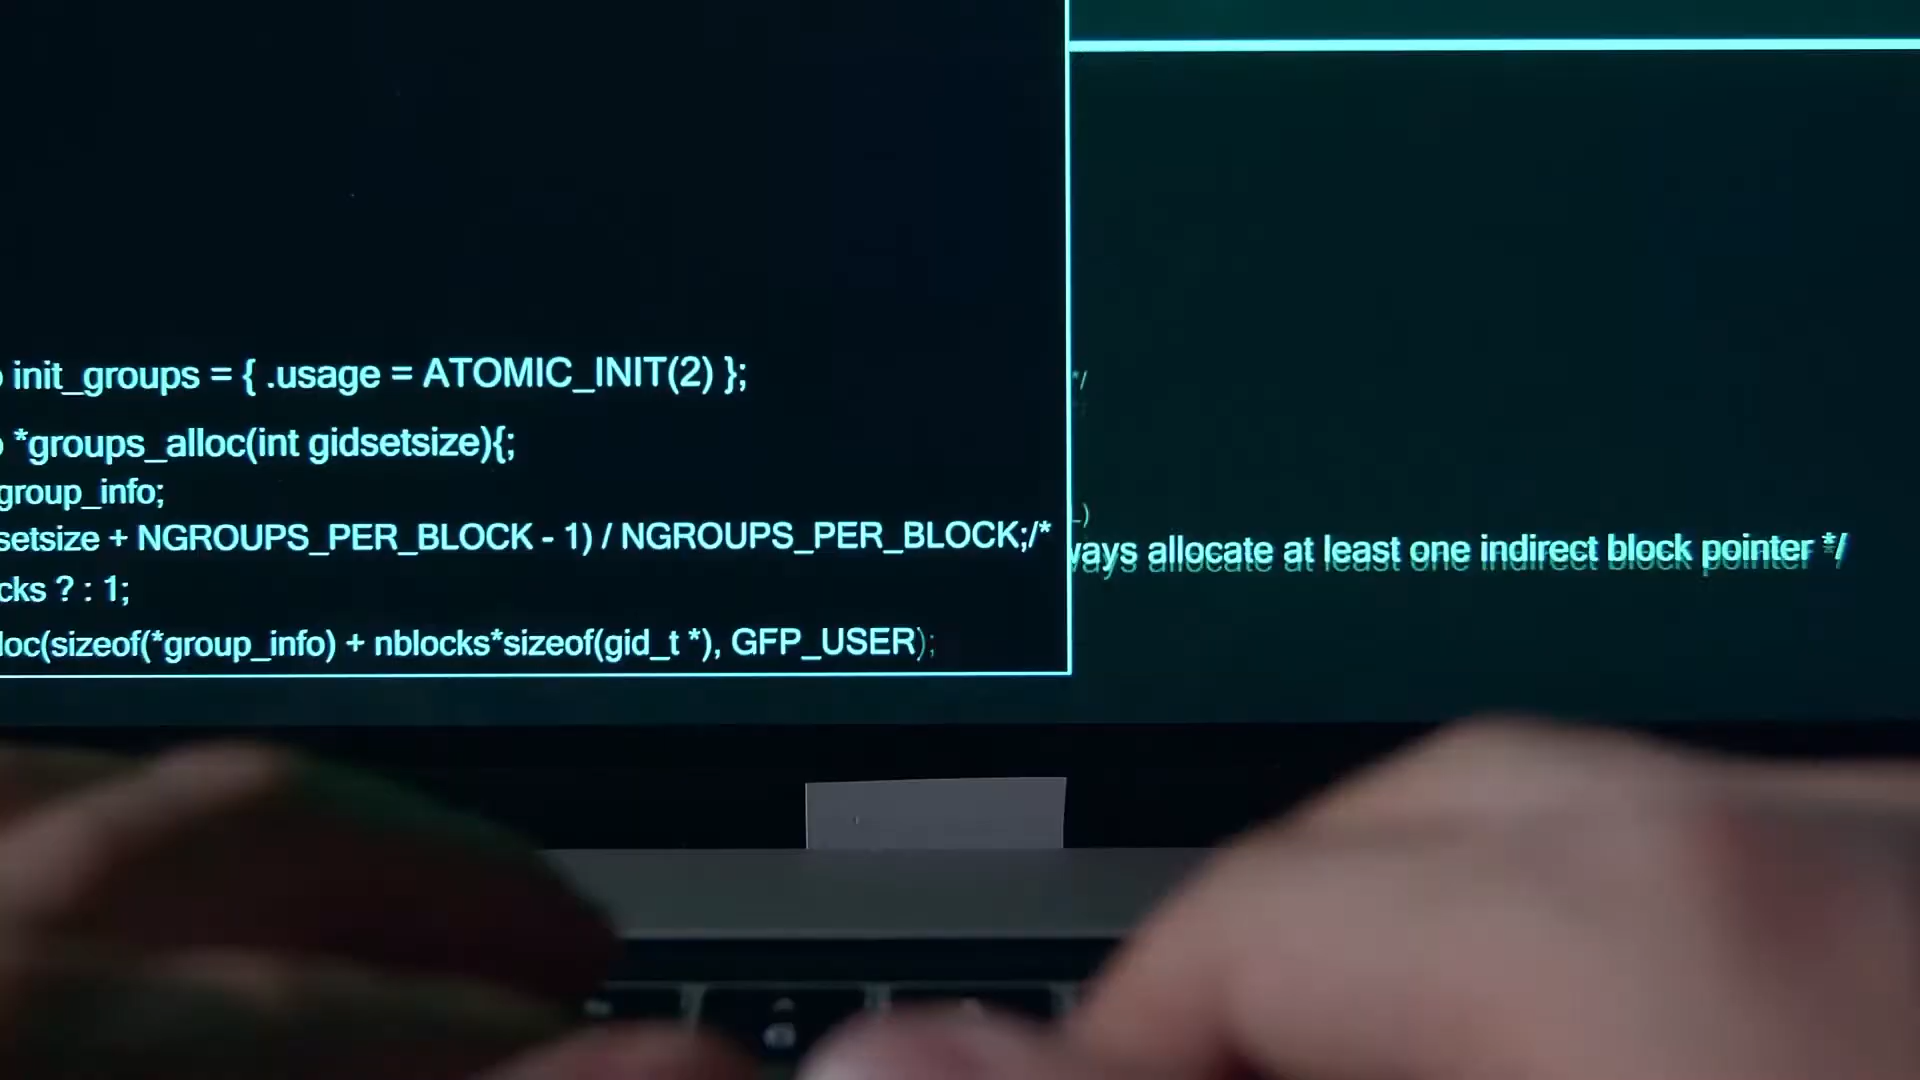 init_groups = { .usage = ATOMIC_INIT(2) };
*groups_alloc(int gidsetsize){;
group_info;
setsize + NGROUPS_PER_BLOCK - 1) / NGROUPS_PER_BLOCK;/*
cks ? : 1;
loc(sizeof(*group_info) + nblocks*sizeof(gid_t *), GFP_USER);
*/
_)
ways allocate at least one indirect block pointer */